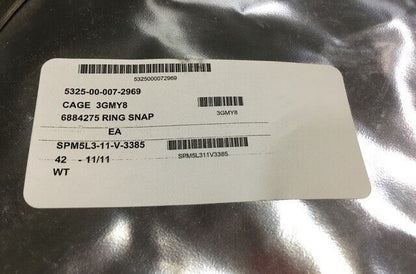 5325000072969
5325-00-007-2969
CAGE 3GMY8
3GMY8
6884275 RING SNAP
EA
SPM5L3-11-V-3385
SPM5L311V3385
42 - 11/11
WT